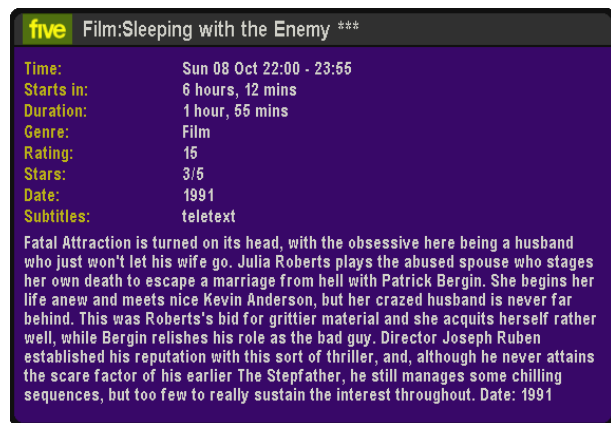 five Film:Sleeping with the Enemy ***
Time: Sun 08 Oct 22:00 - 23:55
Starts in: 6 hours, 12 mins
Duration: 1 hour, 55 mins
Genre: Film
Rating: 15
Stars: 3/5
Date: 1991
Subtitles: teletext
Fatal Attraction is turned on its head, with the obsessive here being a husband
who just won't let his wife go. Julia Roberts plays the abused spouse who stages
her own death to escape a marriage from hell with Patrick Bergin. She begins her
life anew and meets nice Kevin Anderson, but her crazed husband is never far
behind. This was Roberts's bid for grittier material and she acquits herself rather
well, while Bergin relishes his role as the bad guy. Director Joseph Ruben
established his reputation with this sort of thriller, and, although he never attains
the scare factor of his earlier The Stepfather, he still manages some chilling
sequences, but too few to really sustain the interest throughout. Date: 1991